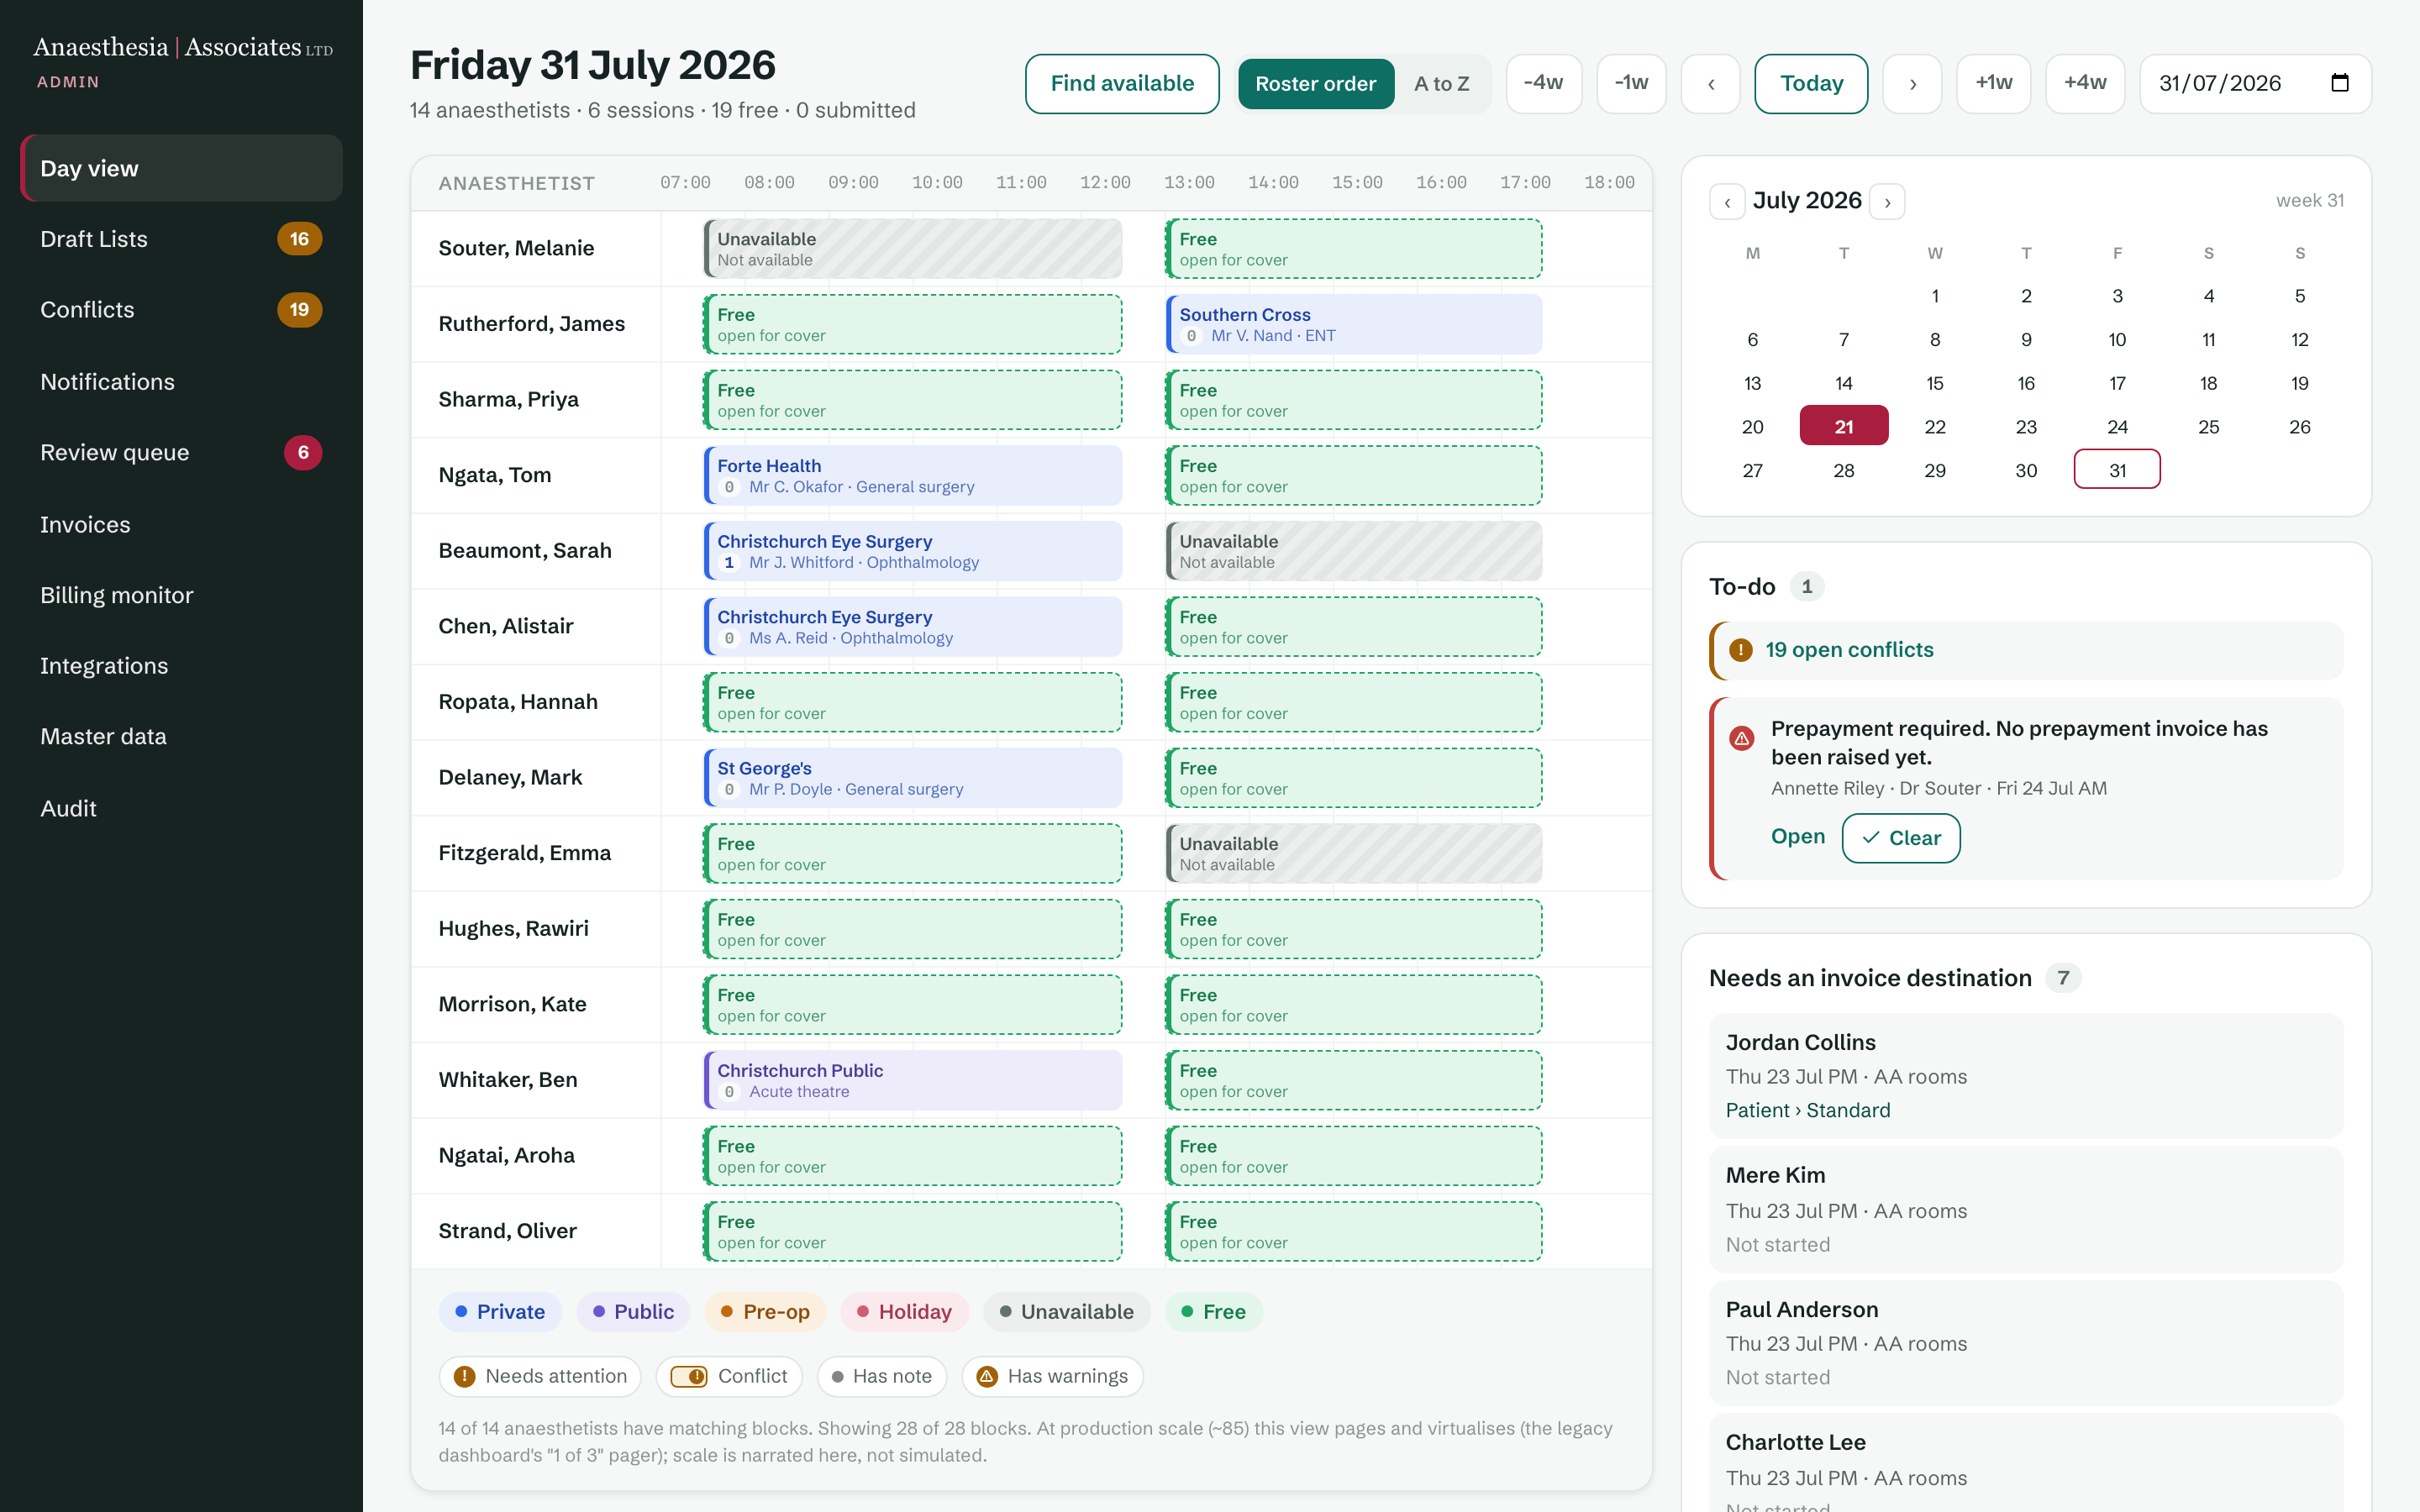 Anaesthesia | Associates LTD
ADMIN
Day view
Draft Lists 16
Conflicts 19
Notifications
Review queue 6
Invoices
Billing monitor
Integrations
Master data
Audit
Friday 31 July 2026
14 anaesthetists · 6 sessions · 19 free · 0 submitted
Find available Roster order A to Z -4w -1w ‹ Today › +1w +4w 31/07/2026
ANAESTHETIST 07:00 08:00 09:00 10:00 11:00 12:00 13:00 14:00 15:00 16:00 17:00 18:00
Souter, Melanie
Unavailable
Not available
Free
open for cover
Rutherford, James
Free
open for cover
Southern Cross
0 Mr V. Nand · ENT
Sharma, Priya
Free
open for cover
Free
open for cover
Ngata, Tom
Forte Health
0 Mr C. Okafor · General surgery
Free
open for cover
Beaumont, Sarah
Christchurch Eye Surgery
1 Mr J. Whitford · Ophthalmology
Unavailable
Not available
Chen, Alistair
Christchurch Eye Surgery
0 Ms A. Reid · Ophthalmology
Free
open for cover
Ropata, Hannah
Free
open for cover
Free
open for cover
Delaney, Mark
St George's
0 Mr P. Doyle · General surgery
Free
open for cover
Fitzgerald, Emma
Free
open for cover
Unavailable
Not available
Hughes, Rawiri
Free
open for cover
Free
open for cover
Morrison, Kate
Free
open for cover
Free
open for cover
Whitaker, Ben
Christchurch Public
0 Acute theatre
Free
open for cover
Ngatai, Aroha
Free
open for cover
Free
open for cover
Strand, Oliver
Free
open for cover
Free
open for cover
Private Public Pre-op Holiday Unavailable Free
Needs attention Conflict Has note Has warnings
14 of 14 anaesthetists have matching blocks. Showing 28 of 28 blocks. At production scale (~85) this view pages and virtualises (the legacy
dashboard's "1 of 3" pager); scale is narrated here, not simulated.
‹ July 2026 › week 31
M T W T F S S
1 2 3 4 5
6 7 8 9 10 11 12
13 14 15 16 17 18 19
20 21 22 23 24 25 26
27 28 29 30 31
To-do 1
19 open conflicts
Prepayment required. No prepayment invoice has
been raised yet.
Annette Riley · Dr Souter · Fri 24 Jul AM
Open Clear
Needs an invoice destination 7
Jordan Collins
Thu 23 Jul PM · AA rooms
Patient › Standard
Mere Kim
Thu 23 Jul PM · AA rooms
Not started
Paul Anderson
Thu 23 Jul PM · AA rooms
Not started
Charlotte Lee
Thu 23 Jul PM · AA rooms
Not started